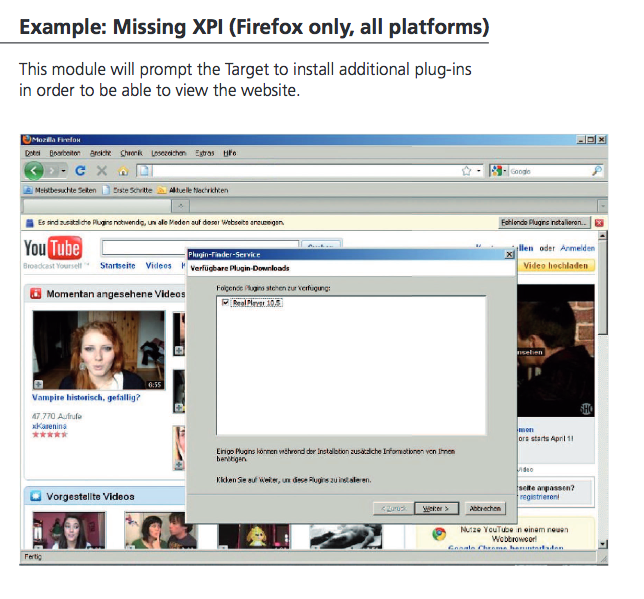 Example: Missing XPI (Firefox only, all platforms)
This module will prompt the Target to install additional plug-ins
in order to be able to view the website.
Mozilla Firefox
Datei Bearbeiten Ansicht Chronik Lesezeichen Extras Hilfe
Google
Meistbesuchte Seiten Erste Schritte Aktuelle Nachrichten
Es sind zusätzliche Plugins notwendig, um alle Medien auf dieser Webseite anzuzeigen. Fehlende Plugins installieren...
You Tube
Broadcast Yourself ™
Startseite Videos K
llen oder Anmelden
Video hochladen
Plugin-Finder-Service
Verfügbare Plugin-Downloads
Folgende Plugins stehen zur Verfügung:
Real Player 10.5
Momentan angesehene Videos
6:55
Vampire historisch, gefällig?
47.770 Aufrufe
xKarenina
nsehen
men
ors starts April 1!
Video
Einige Plugins können während der Installation zusätzliche Informationen von Ihnen
benötigen.
Klicken Sie auf Weiter, um diese Plugins zu installieren.
seite anpassen?
registrieren!
Vorgestellte Videos
< Zurück Weiter > Abbrechen
Nutze YouTube in einem neuen
Webbrowser!
Google Chrome herunterladen
Fertig